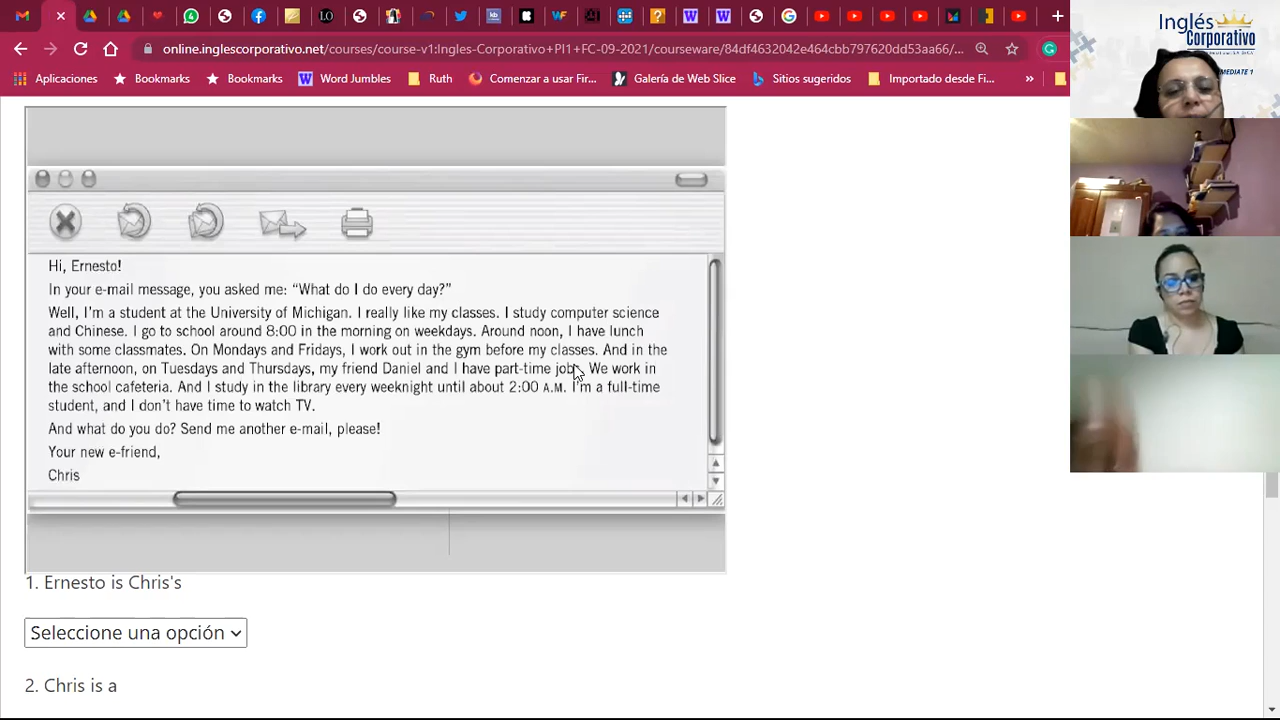 online.inglescorporativo.net/courses/course-v1:Ingles-Corporativo+PI1+FC-09-2021/courseware/84df4632042e464cbb797620dd53aa66/...
Aplicaciones
Bookmarks
Bookmarks
Word Jumbles
Ruth
Comenzar a usar Fir...
Galería de Web Slice
Sitios sugeridos
Importado desde Fi...
»
Inglés
Corporativo
MEDIATE 1
Hi, Ernesto!
In your e-mail message, you asked me: “What do I do every day?”
Well, I’m a student at the University of Michigan. I really like my classes. I study computer science
and Chinese. I go to school around 8:00 in the morning on weekdays. Around noon, I have lunch
with some classmates. On Mondays and Fridays, I work out in the gym before my classes. And in the
late afternoon, on Tuesdays and Thursdays, my friend Daniel and I have part-time jobs. We work in
the school cafeteria. And I study in the library every weeknight until about 2:00 A.M. I’m a full-time
student, and I don’t have time to watch TV.
And what do you do? Send me another e-mail, please!
Your new e-friend,
Chris
1. Ernesto is Chris's
Seleccione una opción
2. Chris is a